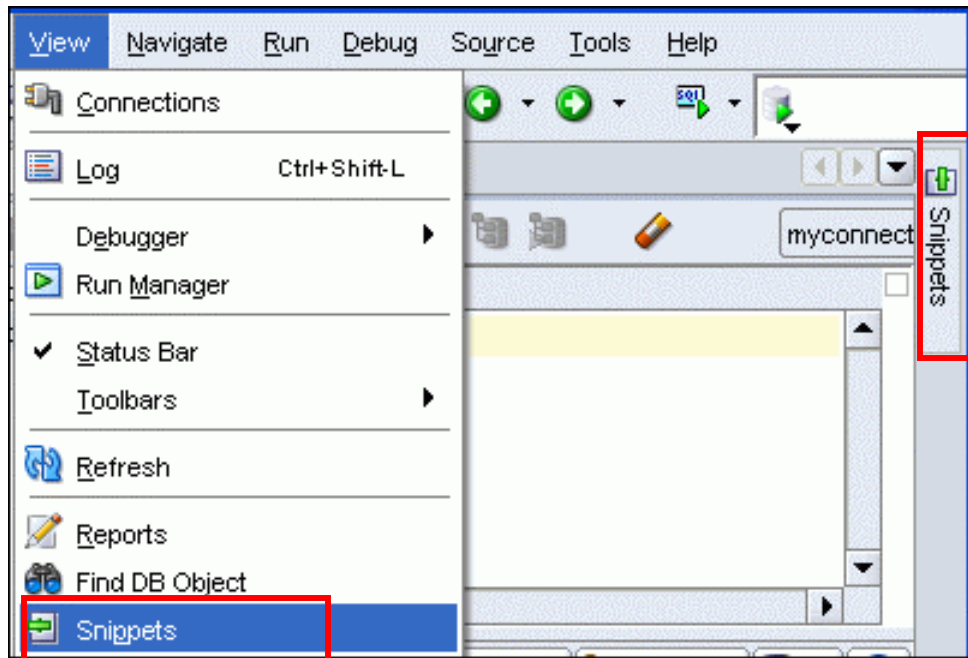 View Navigate Run Debug Source Tools Help
Connections
SQL
Log Ctrl+Shift-L
Debugger
myconnect
Run Manager
Snippets
Status Bar
Toolbars
Refresh
Reports
Find DB Object
Snippets